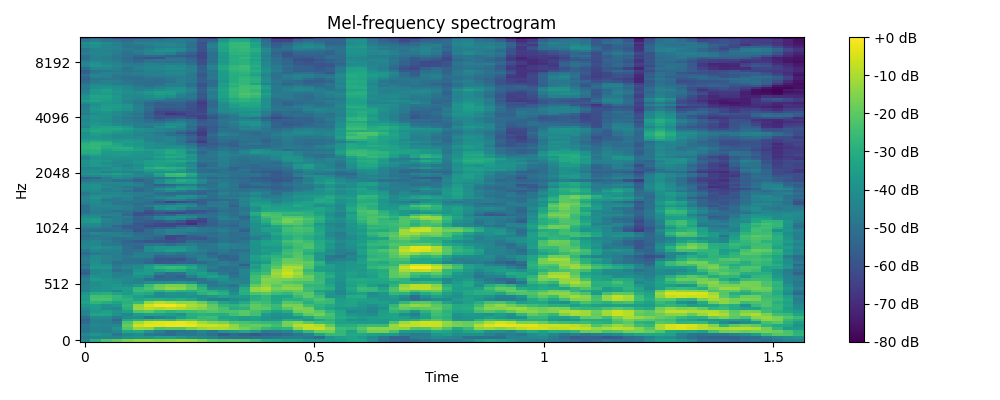 Mel-frequency spectrogram
Hz
8192
4096
2048
1024
512
0
0
0.5
1
1.5
Time
+0 dB
-10 dB
-20 dB
-30 dB
-40 dB
-50 dB
-60 dB
-70 dB
-80 dB